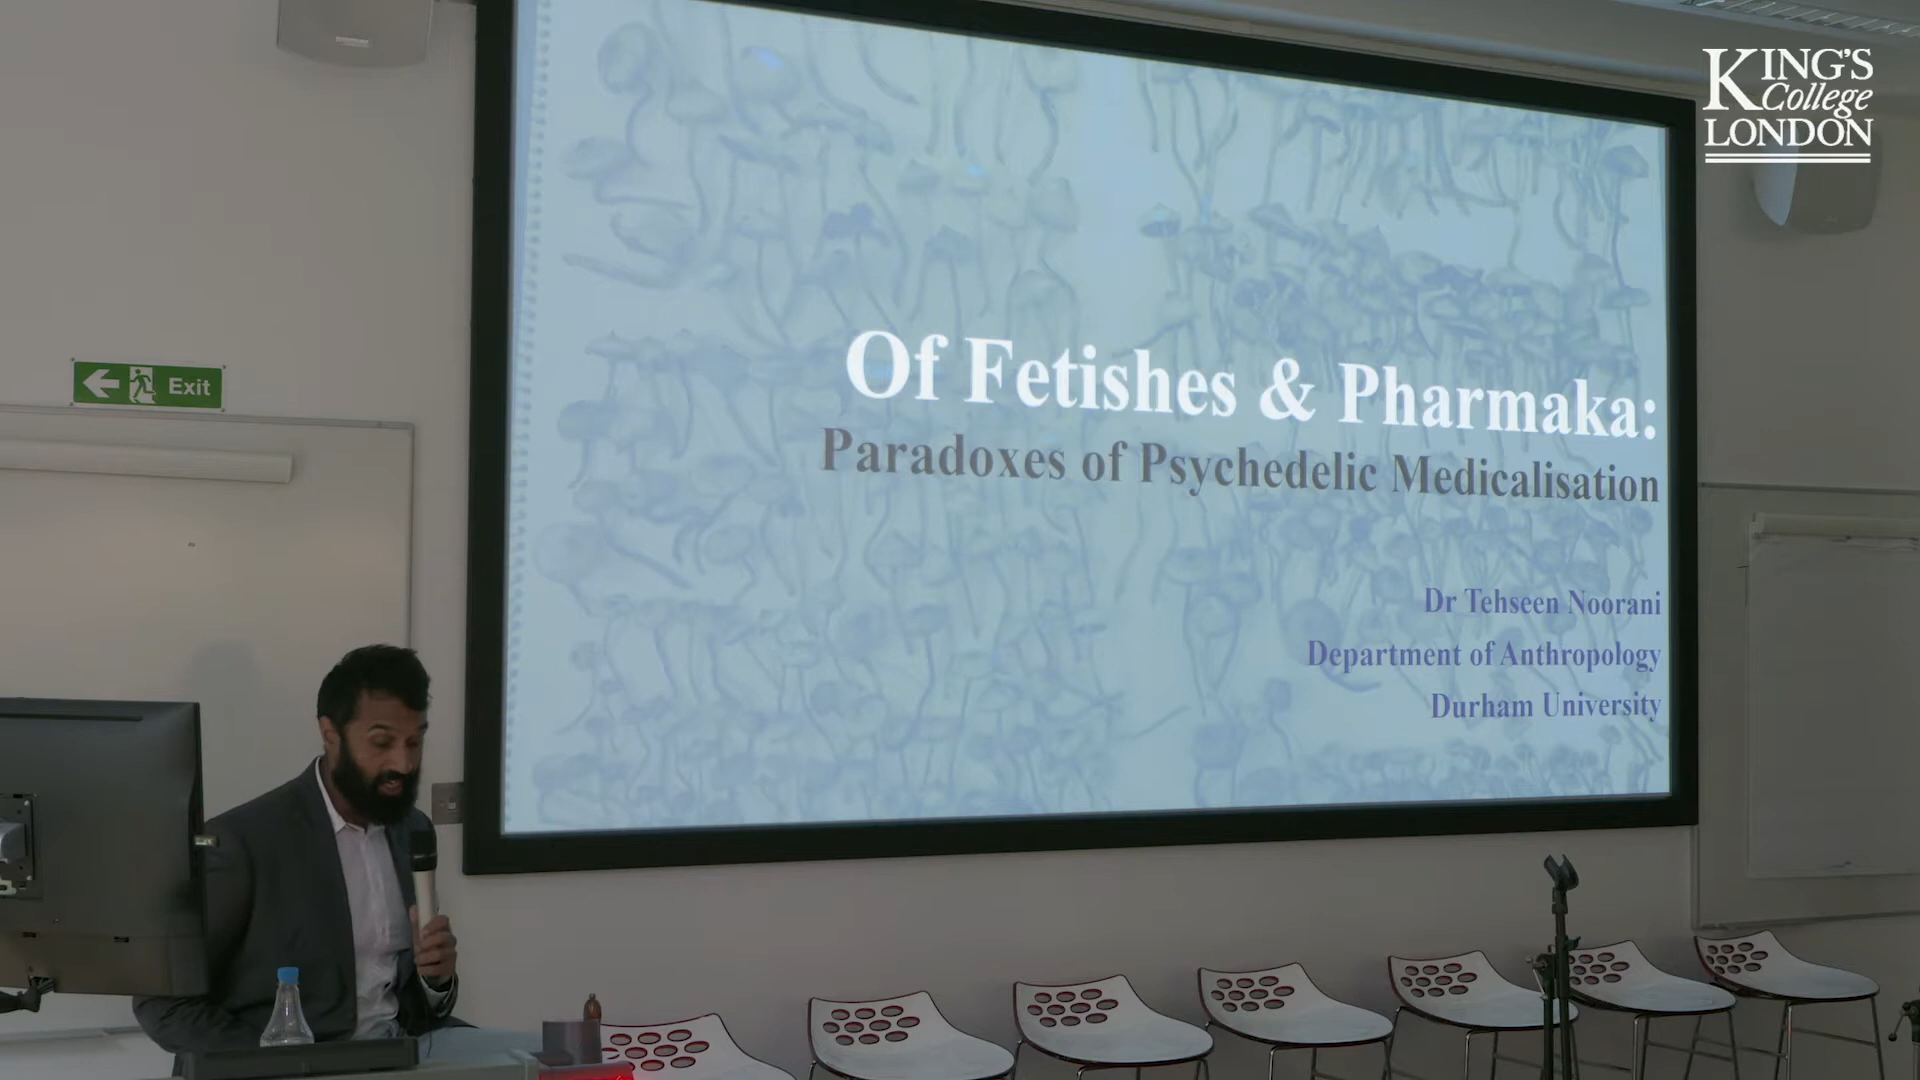 KING'S
College
LONDON
Exit
Of Fetishes & Pharmaka:
Paradoxes of Psychedelic Medicalisation
Dr Tehseen Noorani
Department of Anthropology
Durham University